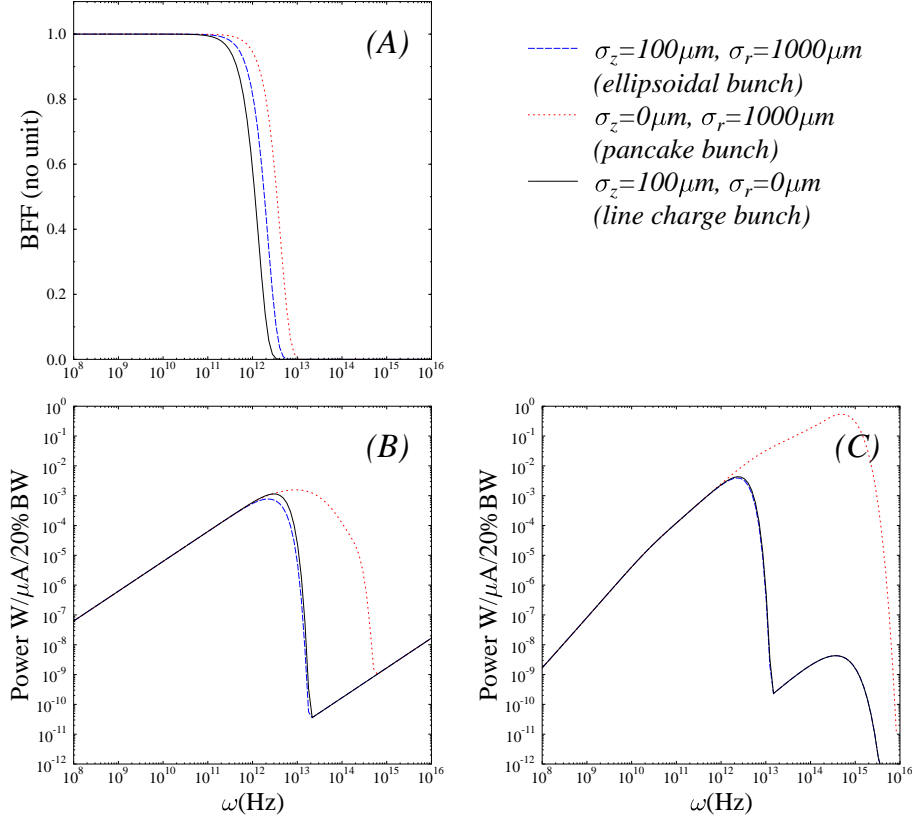 (A)
BFF (no unit)
1.0
0.8
0.6
0.4
0.2
0.0
10^8 10^9 10^10 10^11 10^12 10^13 10^14 10^15 10^16
σ_z=100μm, σ_r=1000μm
(ellipsoidal bunch)
σ_z=0μm, σ_r=1000μm
(pancake bunch)
σ_z=100μm, σ_r=0μm
(line charge bunch)
(B)
Power W/μA/20%BW
10^0
10^-1
10^-2
10^-3
10^-4
10^-5
10^-6
10^-7
10^-8
10^-9
10^-10
10^-11
10^-12
10^8 10^9 10^10 10^11 10^12 10^13 10^14 10^15 10^16
ω(Hz)
(C)
Power W/μA/20%BW
10^0
10^-1
10^-2
10^-3
10^-4
10^-5
10^-6
10^-7
10^-8
10^-9
10^-10
10^-11
10^-12
10^8 10^9 10^10 10^11 10^12 10^13 10^14 10^15 10^16
ω(Hz)